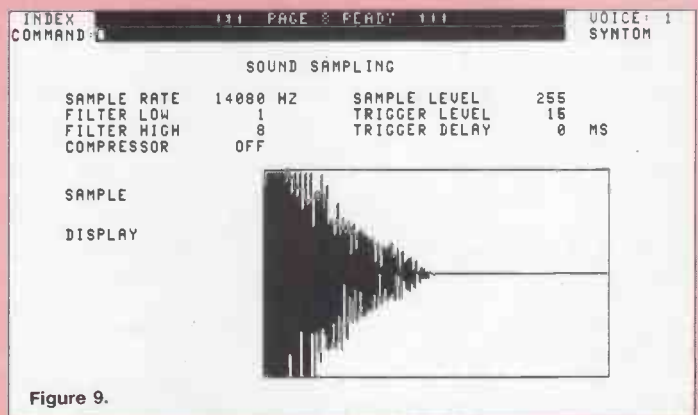 INDEX *** PAGE 8 READY *** VOICE: 1
COMMAND: SYNTOM
SOUND SAMPLING
SAMPLE RATE 14080 HZ SAMPLE LEVEL 255
FILTER LOW 1 TRIGGER LEVEL 15
FILTER HIGH 8 TRIGGER DELAY 0 MS
COMPRESSOR OFF
SAMPLE
DISPLAY
Figure 9.